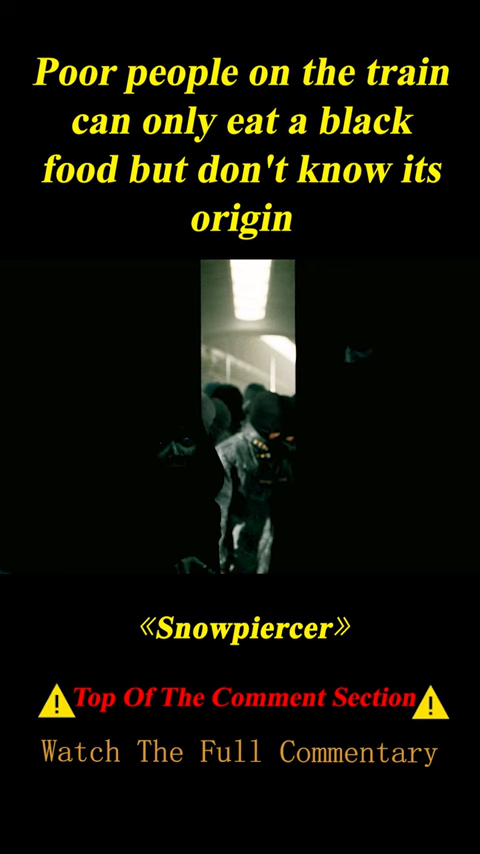 Poor people on the train
can only eat a black
food but don't know its
origin
《Snowpiercer》
Top Of The Comment Section
Watch The Full Commentary